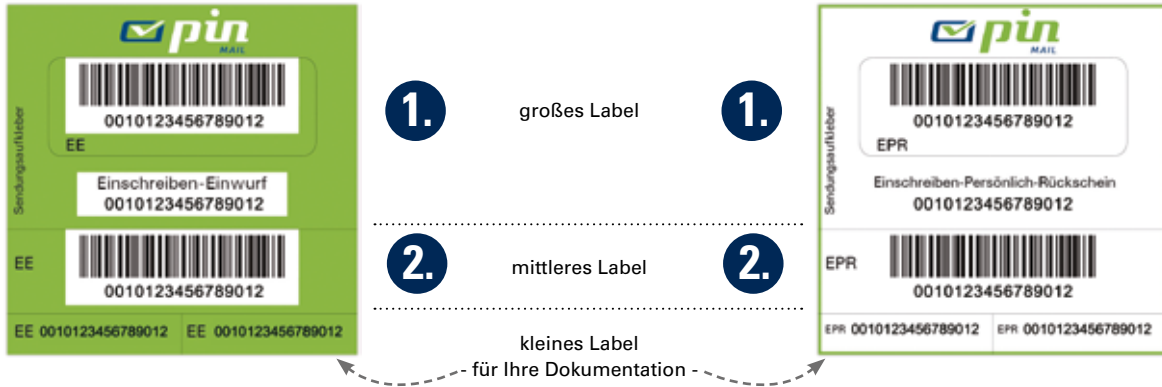 pin
MAIL
0010123456789012
EE
Sendungsaufkleber
Einschreiben-Einwurf
0010123456789012
EE
0010123456789012
EE 0010123456789012 EE 0010123456789012
1.
großes Label
1.
2.
mittleres Label
2.
kleines Label
- für Ihre Dokumentation -
pin
MAIL
0010123456789012
EPR
Sendungsaufkleber
Einschreiben-Persönlich-Rückschein
0010123456789012
EPR
0010123456789012
EPR 0010123456789012 EPR 0010123456789012